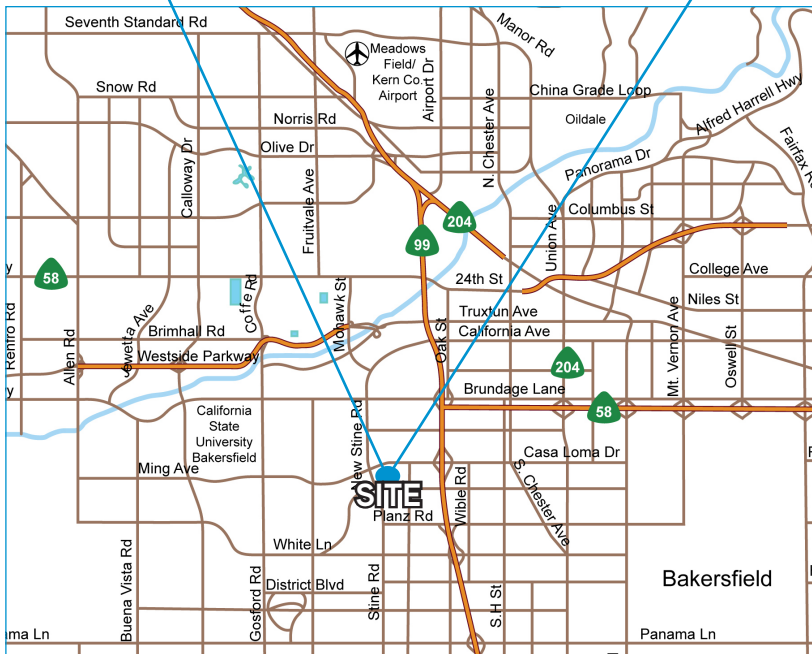 Seventh Standard Rd
Manor Rd
Meadows
Field/
Kern Co.
Airport
Airport Dr
Snow Rd
N. Chester Ave
China Grade Loop
Alfred Harrell Hwy
Norris Rd
Oildale
Olive Dr
Fairfax R
Panorama Dr
Calloway Dr
Fruitvale Ave
Union Ave
Columbus St
204
99
58
y
24th St
College Ave
Renfro Rd
Allen Rd
Jewetta Ave
Coffe Rd
Mohawk St
Niles St
Truxtun Ave
Brimhall Rd
California Ave
Oak St
Mt. Vernon Ave
Oswell St
Westside Parkway
204
y
Brundage Lane
58
California
State
University
Bakersfield
New Stine Rd
Casa Loma Dr
Ming Ave
S. Chester Ave
Wible Rd
SITE
Planz Rd
White Ln
Buena Vista Rd
Gosford Rd
District Blvd
Stine Rd
S.H St
Bakersfield
ma Ln
Panama Ln